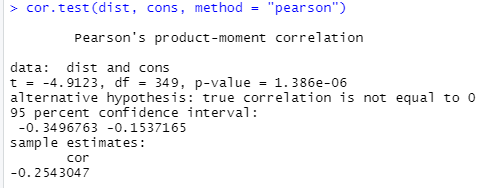 > cor.test(dist, cons, method = "pearson")
Pearson's product-moment correlation
data:  dist and cons
t = -4.9123, df = 349, p-value = 1.386e-06
alternative hypothesis: true correlation is not equal to 0
95 percent confidence interval:
 -0.3496763 -0.1537165
sample estimates:
cor
-0.2543047